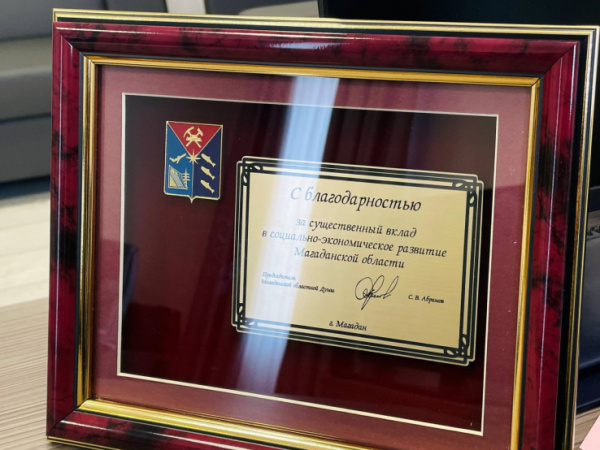 С благодарностью
за существенный вклад
в социально-экономическое развитие
Магаданской области
Председатель
Магаданской областной Думы
С. В. Абрамов
г. Магадан